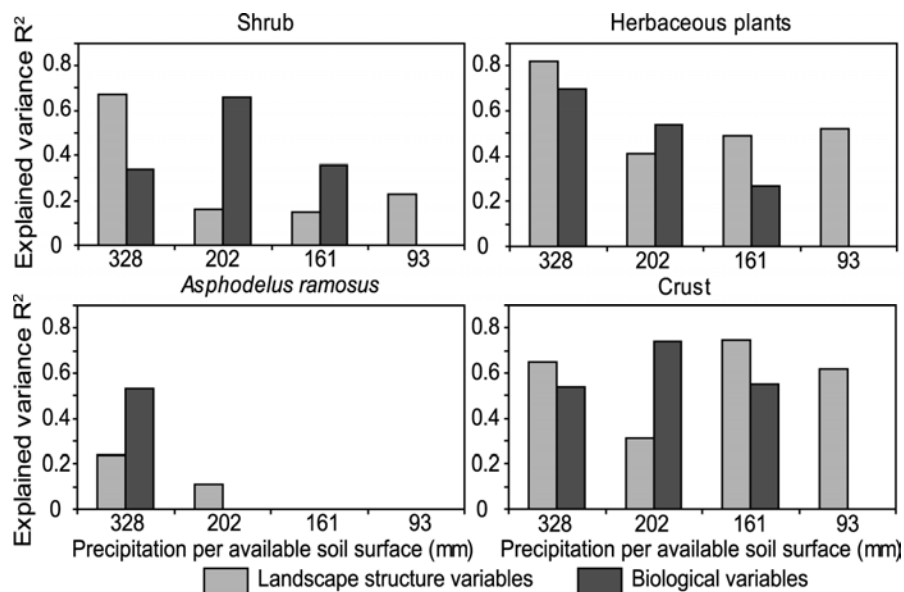 Shrub
Herbaceous plants
Explained variance R²
0.8
0.6
0.4
0.2
0
328 202 161 93
0.8
0.6
0.4
0.2
0
328 202 161 93
Asphodelus ramosus
Crust
Explained variance R²
0.8
0.6
0.4
0.2
0
328 202 161 93
0.8
0.6
0.4
0.2
0
328 202 161 93
Precipitation per available soil surface (mm)
Precipitation per available soil surface (mm)
Landscape structure variables
Biological variables